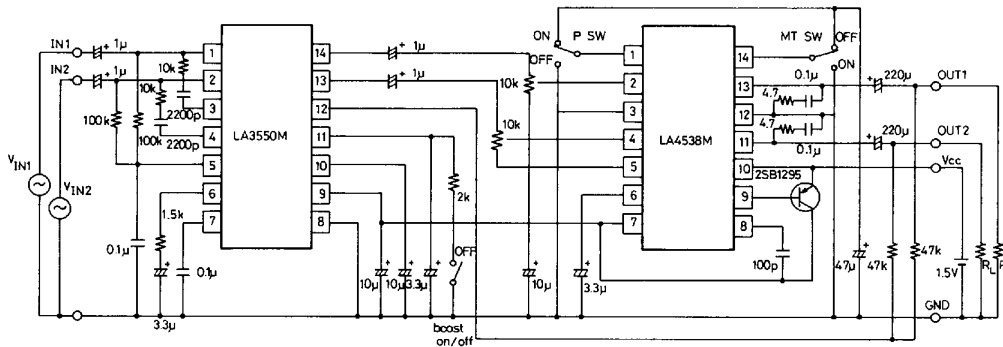 IN1
1μ
IN2
1μ
10k
10k
2200p
100k
100k
2200p
V IN1
V IN2
1.5k
0.1μ
0.1μ
3.3μ
LA3550M
1
2
3
4
5
6
7
14
13
12
11
10
9
8
1μ
1μ
2k
OFF
10μ
10μ
3.3μ
boost
on/off
10k
10k
10μ
3.3μ
ON
P SW
OFF
LA4538M
1
2
3
4
5
6
7
14
13
12
11
10
9
8
MT SW
OFF
ON
0.1μ
4.7
4.7
0.1μ
220μ
OUT1
220μ
OUT2
Vcc
2SB1295
100p
47μ
47k
47k
1.5V
RL
GND